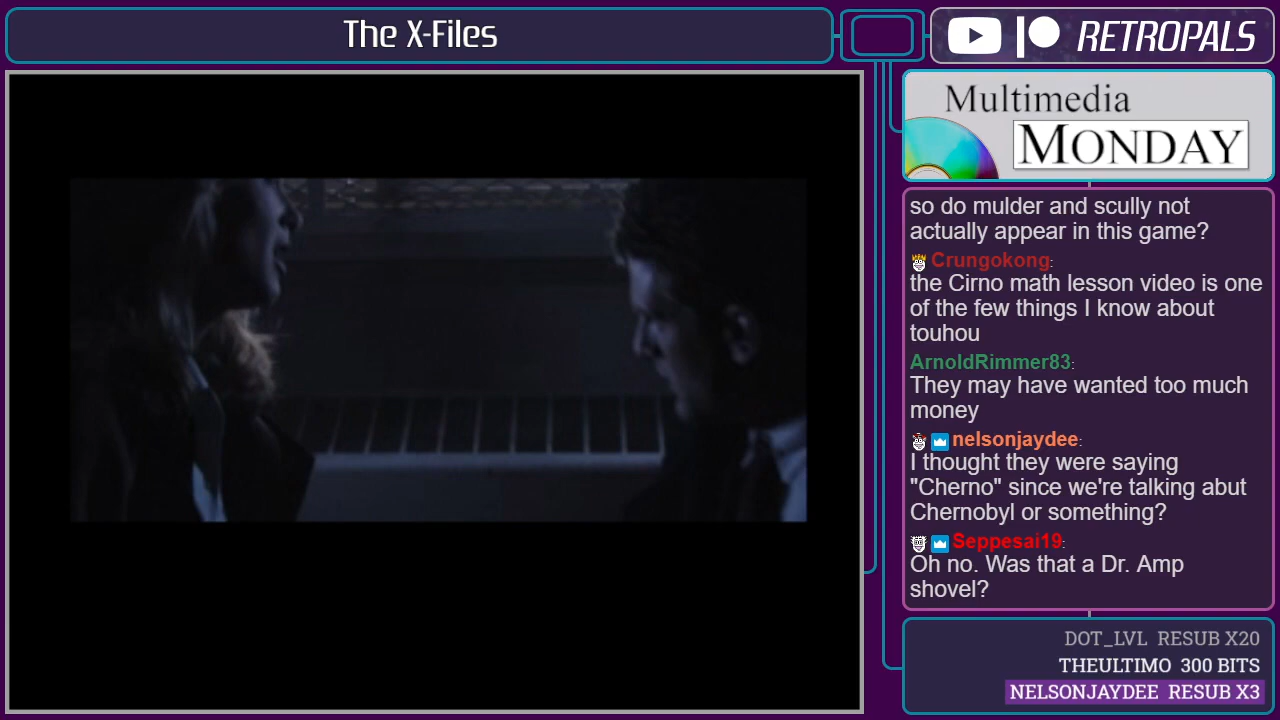 The X-Files
RETROPALS
Multimedia
MONDAY
so do mulder and scully not
actually appear in this game?
Crungokong:
the Cirno math lesson video is one
of the few things I know about
touhou
ArnoldRimmer83:
They may have wanted too much
money
nelsonjaydee:
I thought they were saying
"Cherno" since we're talking abut
Chernobyl or something?
Seppesai19:
Oh no. Was that a Dr. Amp
shovel?
DOT_LVL RESUB X20
THEULTIMO 300 BITS
NELSONJAYDEE RESUB X3